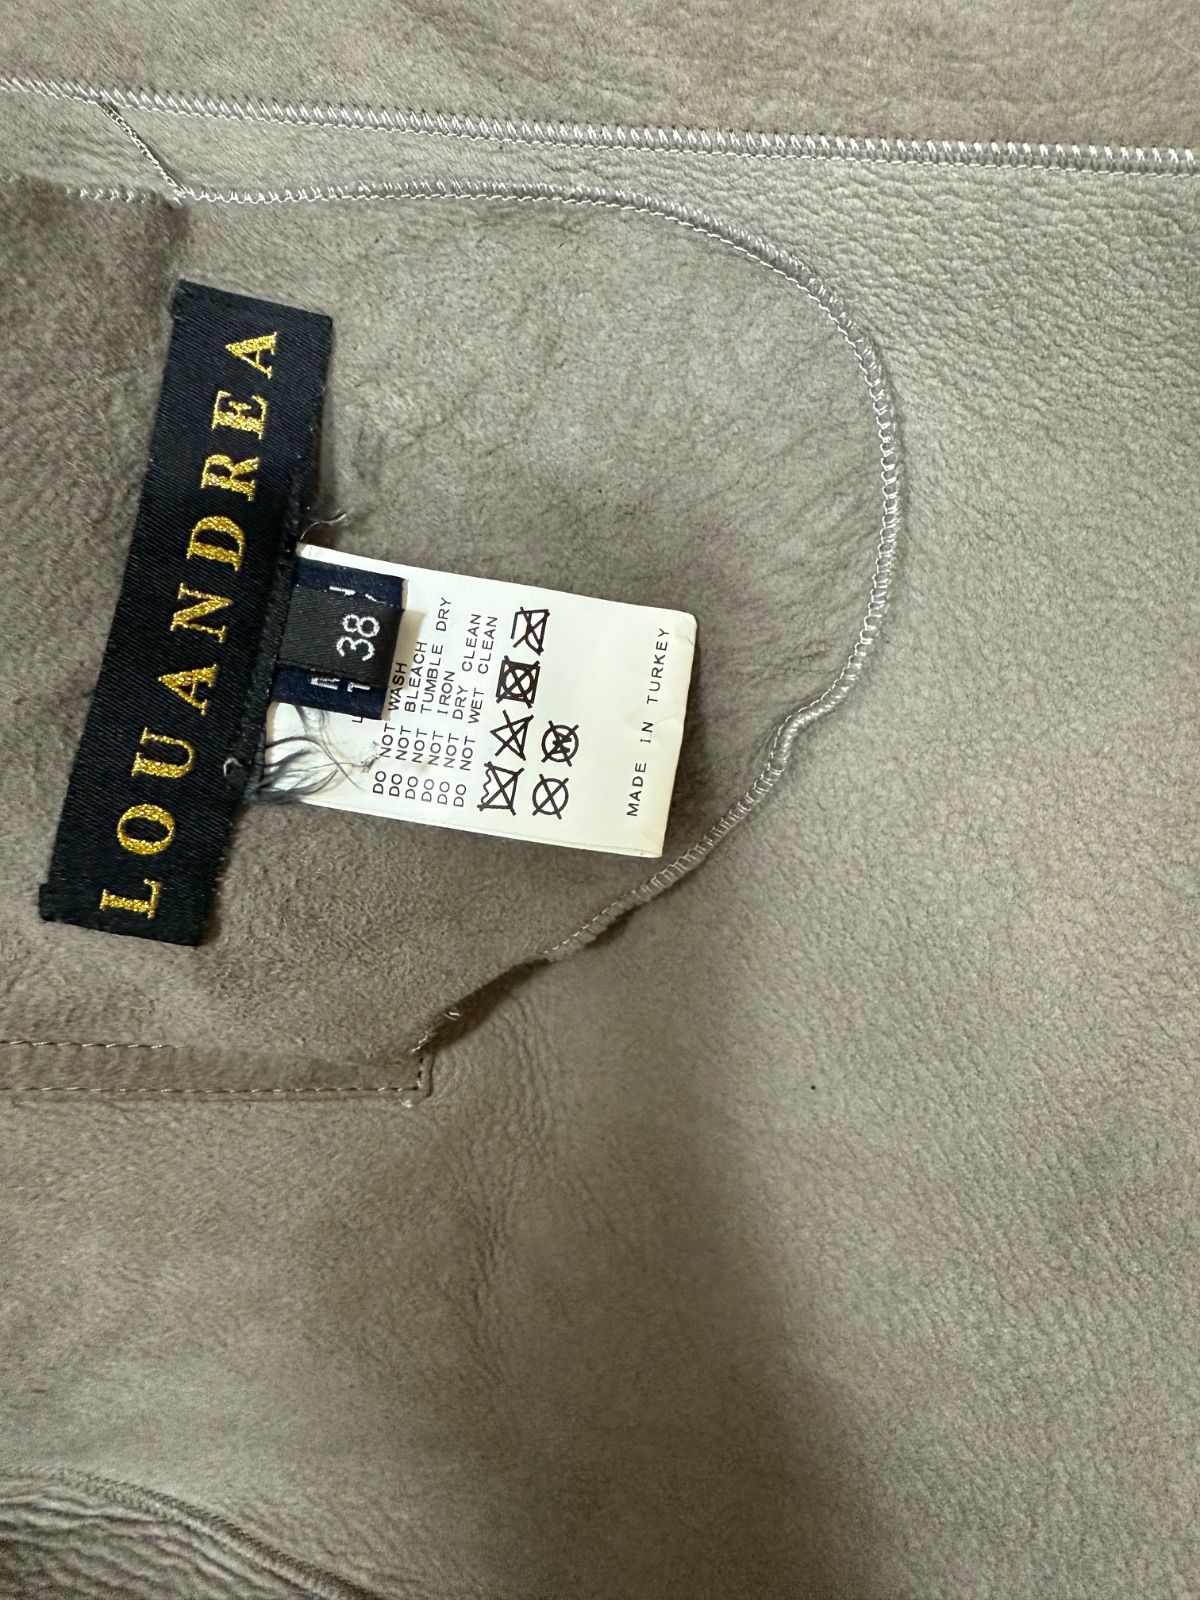 LOUANDREA
38
DO NOT WASH
DO NOT BLEACH
DO NOT TUMBLE DRY
DO NOT IRON
DO NOT DRY CLEAN
DO NOT WET CLEAN
MADE IN TURKEY